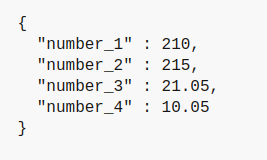 {
  "number_1" : 210,
  "number_2" : 215,
  "number_3" : 21.05,
  "number_4" : 10.05
}